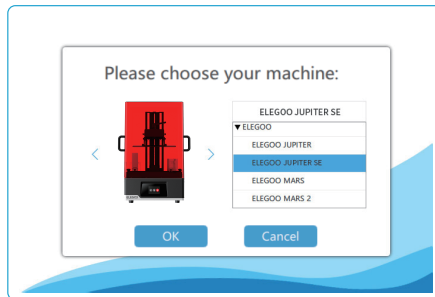 Please choose your machine:
ELEGOO JUPITER SE
▼ ELEGOO
ELEGOO JUPITER
ELEGOO JUPITER SE
ELEGOO MARS
ELEGOO MARS 2
OK
Cancel